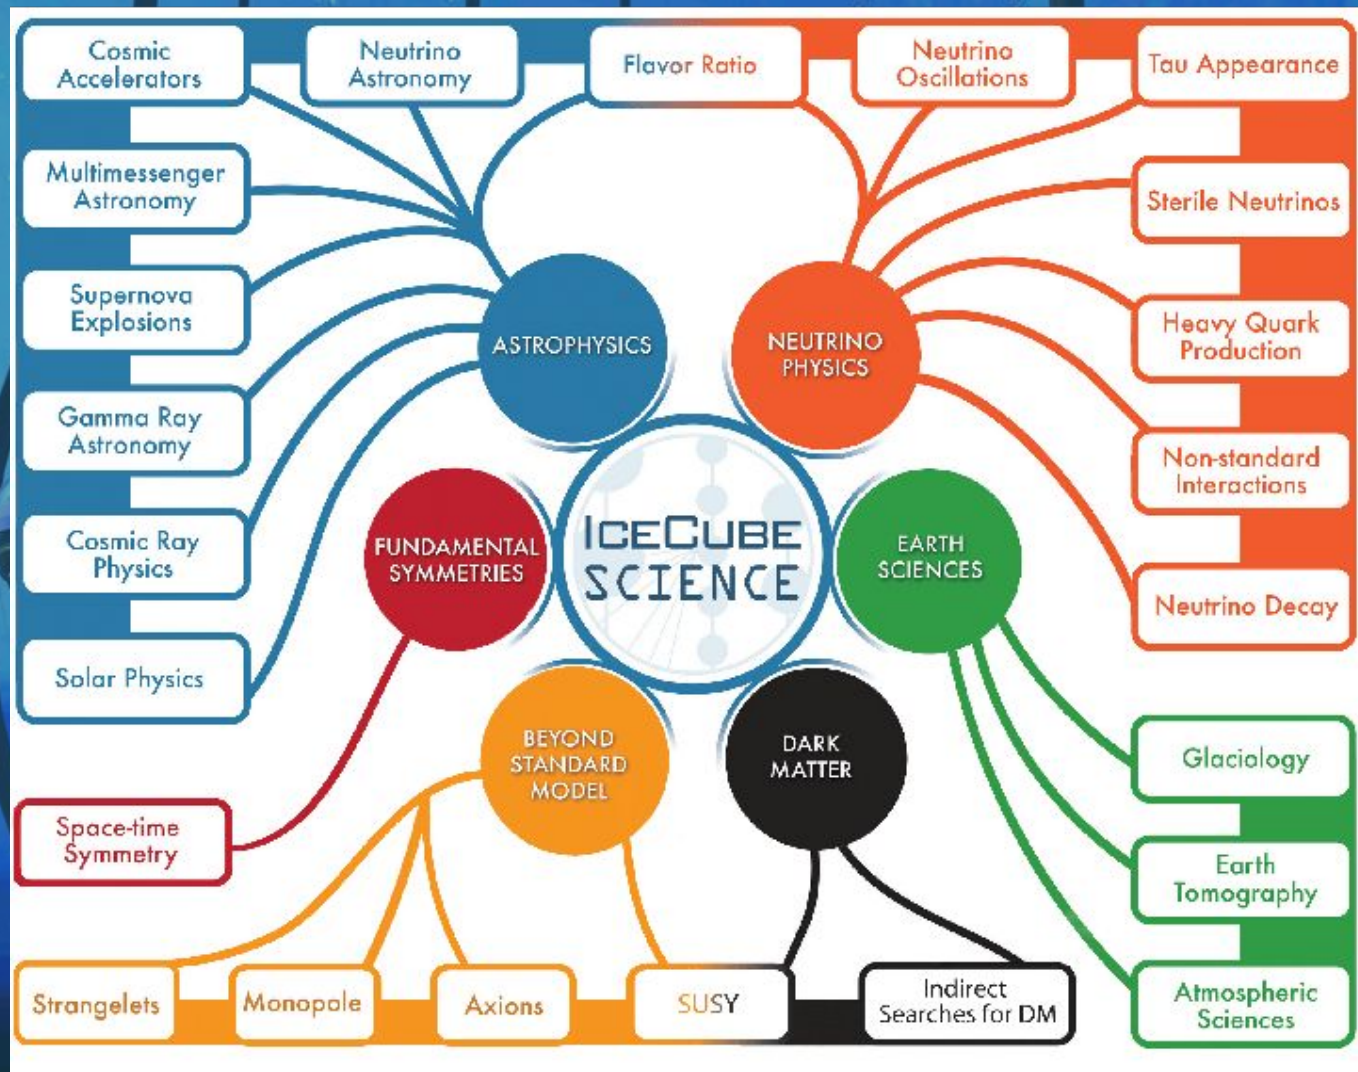 Cosmic
Accelerators
Neutrino
Astronomy
Flavor Ratio
Neutrino
Oscillations
Tau Appearance
Multimessenger
Astronomy
Sterile Neutrinos
Supernova
Explosions
Heavy Quark
Production
ASTROPHYSICS
NEUTRINO
PHYSICS
Gamma Ray
Astronomy
Non-standard
Interactions
Cosmic Ray
Physics
FUNDAMENTAL
SYMMETRIES
ICECUBE
SCIENCE
EARTH
SCIENCES
Neutrino Decay
Solar Physics
BEYOND
STANDARD
MODEL
DARK
MATTER
Glaciology
Space-time
Symmetry
Earth
Tomography
Strangelets
Monopole
Axions
SUSY
Indirect
Searches for DM
Atmospheric
Sciences